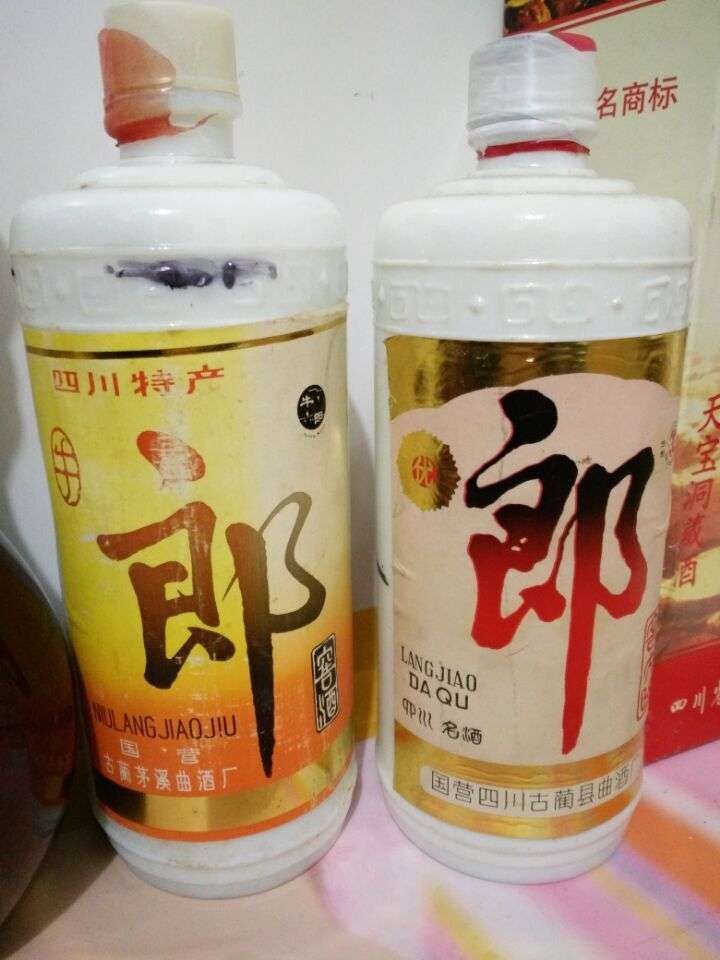 四川特产
牛
郎
窖酒
NIULANGJIAOJIU
国营
古蔺茅溪曲酒厂
优
郎
LANGJIAO
DA QU
四川名酒
国营四川古蔺县曲酒
名商标
天宝洞藏酒
四川